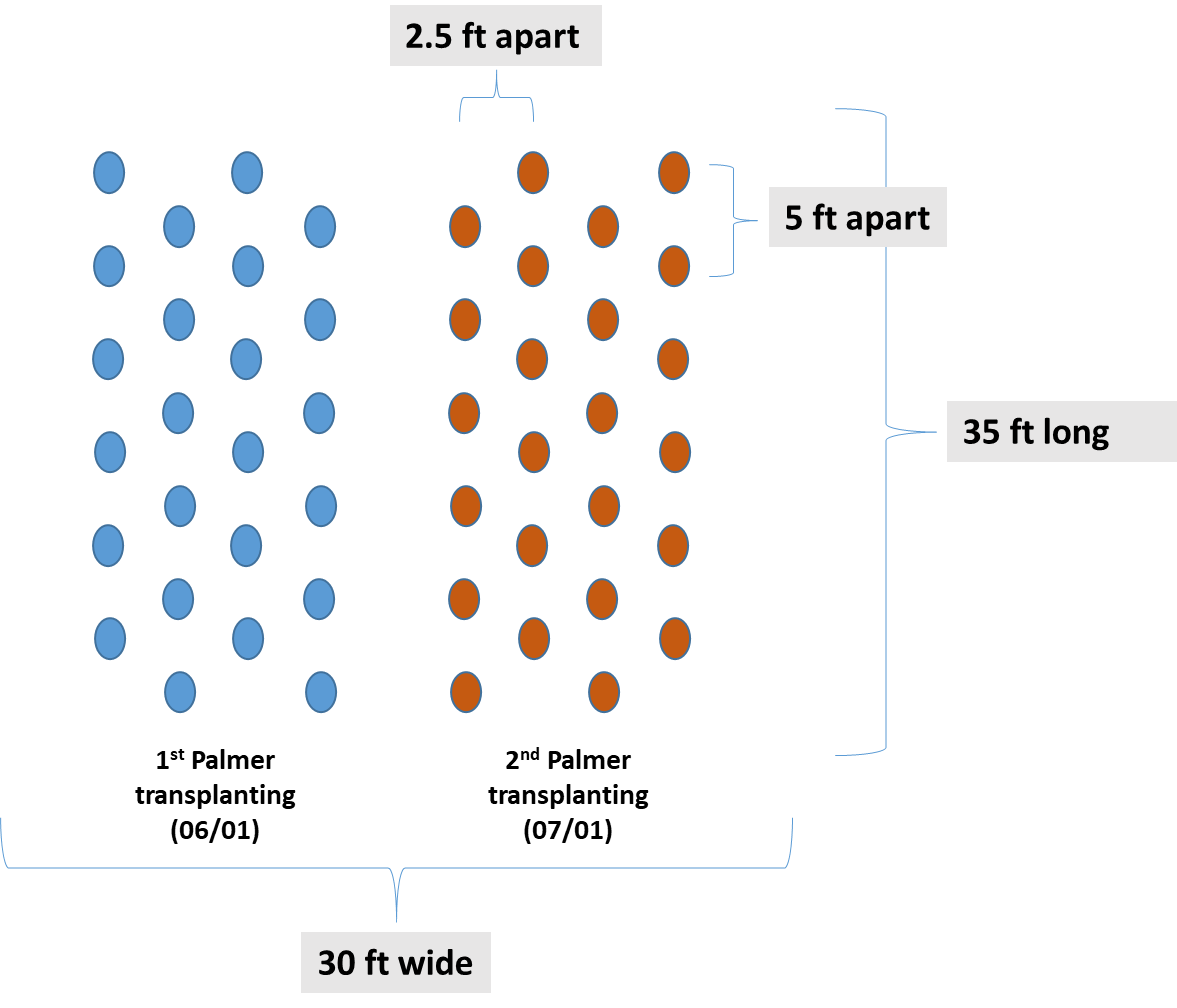 2.5 ft apart
5 ft apart
35 ft long
1st Palmer
transplanting
(06/01)
2nd Palmer
transplanting
(07/01)
30 ft wide